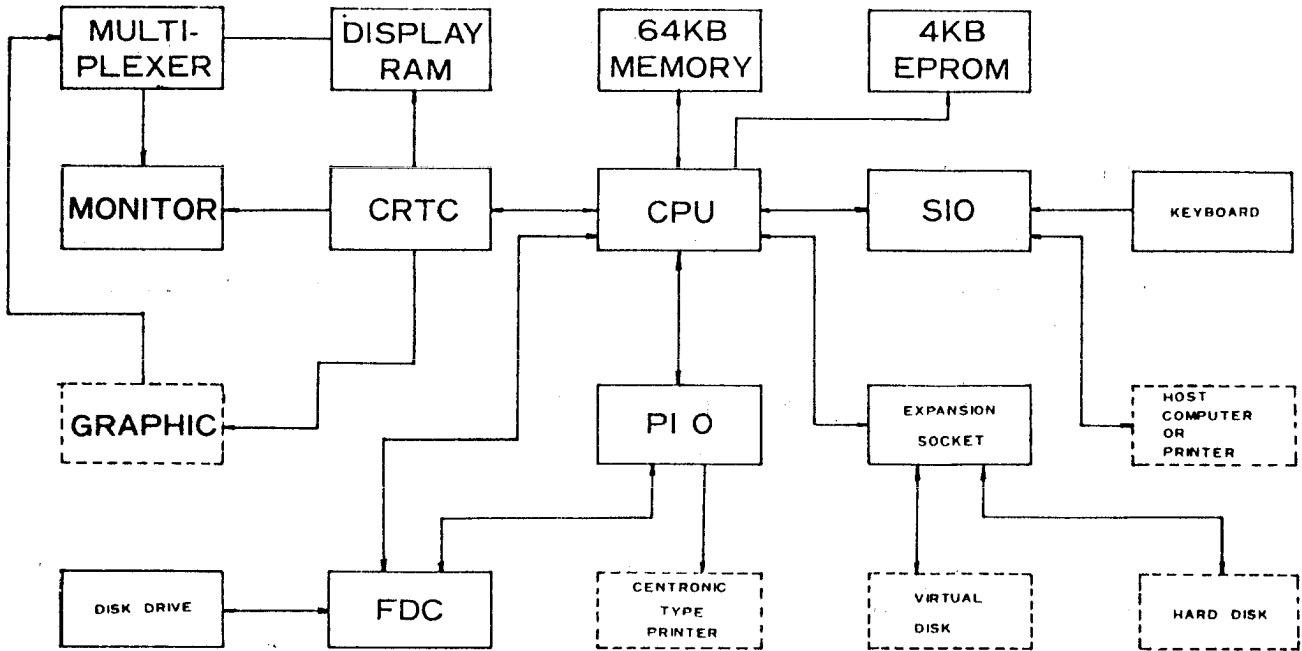 MULTI-
PLEXER
DISPLAY
RAM
64KB
MEMORY
4KB
EPROM
MONITOR
CRTC
CPU
SIO
KEYBOARD
GRAPHIC
PI O
EXPANSION
SOCKET
HOST
COMPUTER
OR
PRINTER
DISK DRIVE
FDC
CENTRONIC
TYPE
PRINTER
VIRTUAL
DISK
HARD DISK